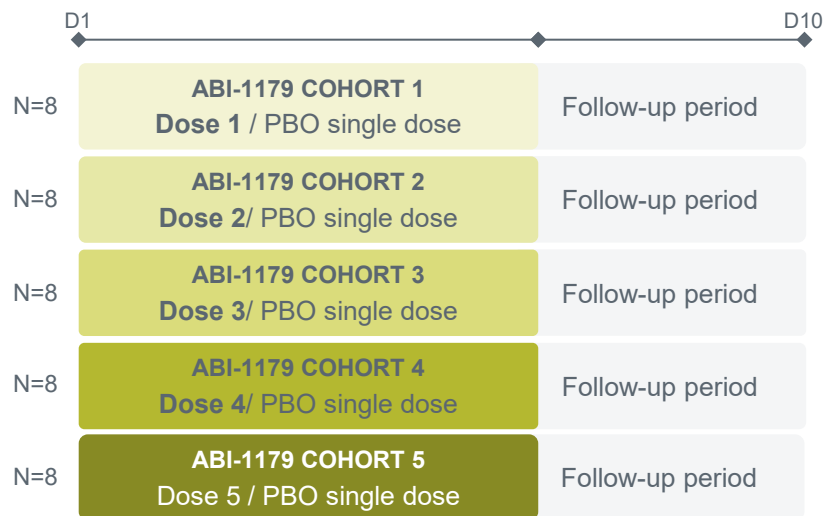 D1 D10
N=8
ABI-1179 COHORT 1
Dose 1 / PBO single dose
Follow-up period
N=8
ABI-1179 COHORT 2
Dose 2/ PBO single dose
Follow-up period
N=8
ABI-1179 COHORT 3
Dose 3/ PBO single dose
Follow-up period
N=8
ABI-1179 COHORT 4
Dose 4/ PBO single dose
Follow-up period
N=8
ABI-1179 COHORT 5
Dose 5 / PBO single dose
Follow-up period